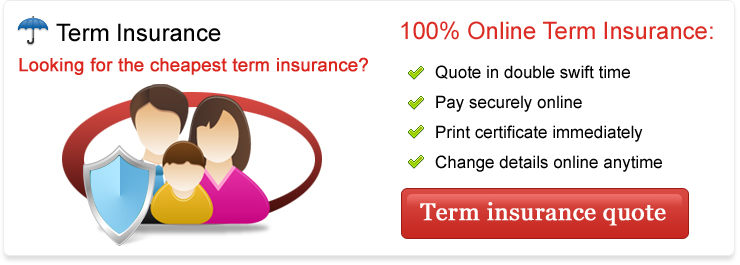 Term Insurance
Looking for the cheapest term insurance?
100% Online Term Insurance:
Quote in double swift time
Pay securely online
Print certificate immediately
Change details online anytime
Term insurance quote